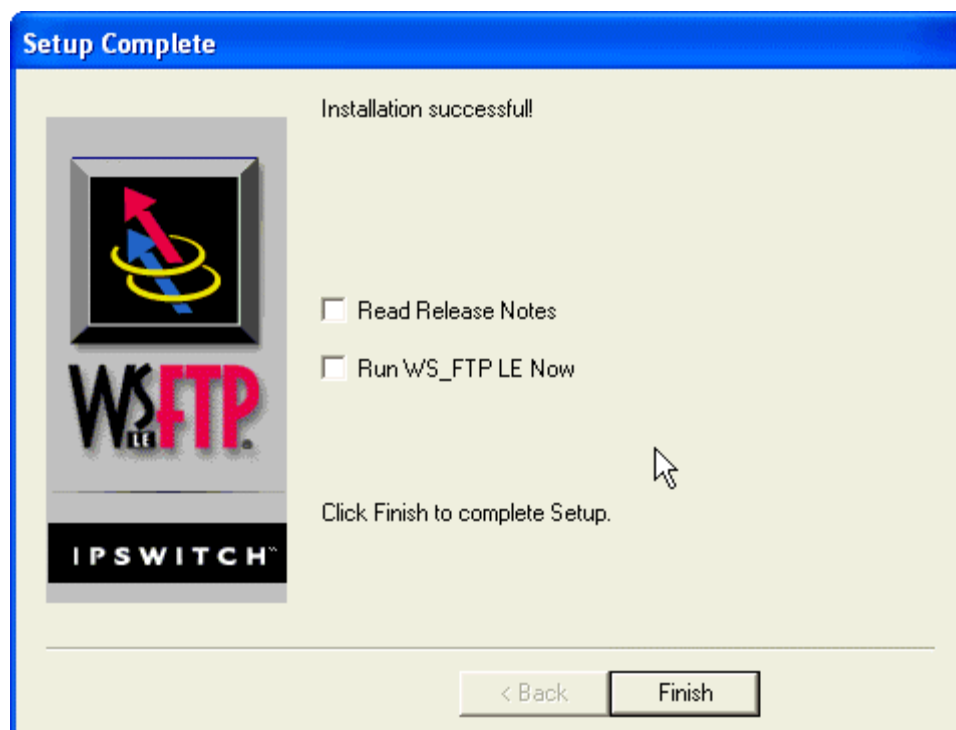 Setup Complete
Installation successful!
Read Release Notes
Run WS_FTP LE Now
WS FTP®
LE
Click Finish to complete Setup.
IPSWITCH™
< Back
Finish